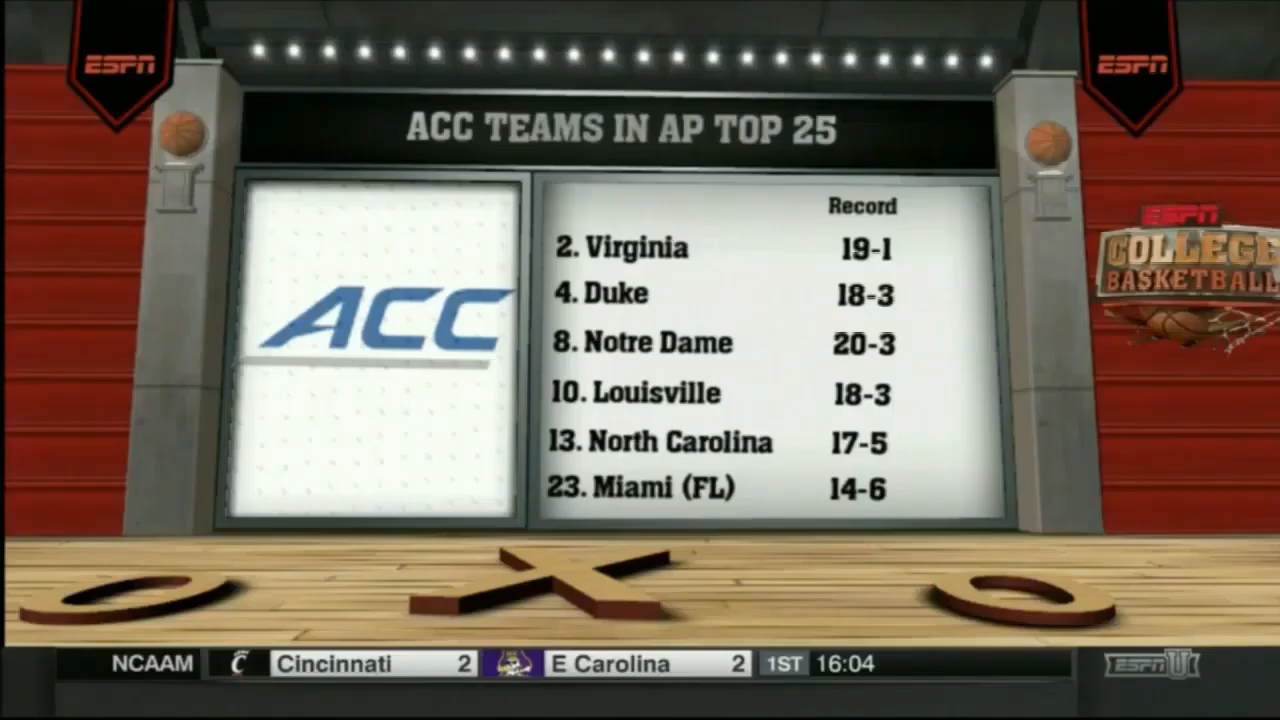 ESPN
ESPN
ACC TEAMS IN AP TOP 25
ACC
Record
2. Virginia 19-1
4. Duke 18-3
8. Notre Dame 20-3
10. Louisville 18-3
13. North Carolina 17-5
23. Miami (FL) 14-6
ESPN
COLLEGE
BASKETBALL
O X O
NCAAM C Cincinnati 2 E Carolina 2 1ST 16:04 ESPNU